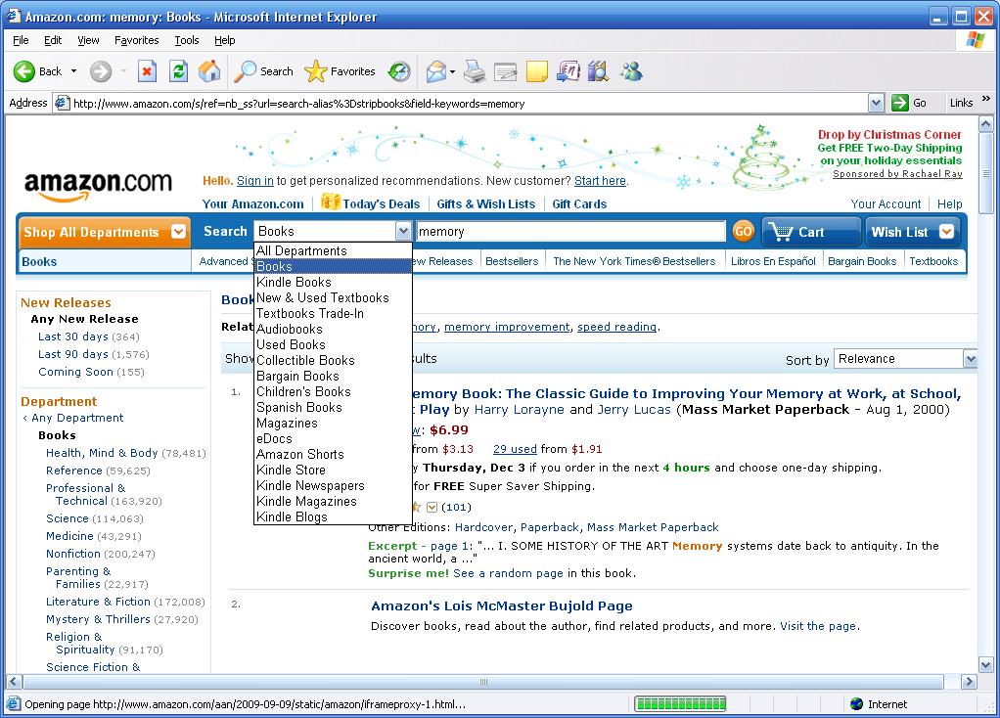 Amazon.com: memory: Books - Microsoft Internet Explorer
File Edit View Favorites Tools Help
Back Search Favorites
Address http://www.amazon.com/s/ref=nb_ss?url=search-alias%3Dstripbooks&field-keywords=memory Go Links »
Drop by Christmas Corner
Get FREE Two-Day Shipping
on your holiday essentials
Sponsored by Rachael Ray
amazon.com
Hello. Sign in to get personalized recommendations. New customer? Start here.
Your Amazon.com Today's Deals Gifts & Wish Lists Gift Cards Your Account Help
Shop All Departments Search Books memory GO Cart Wish List
Books Advanced S ew Releases Bestsellers The New York Times® Bestsellers Libros En Español Bargain Books Textbooks
All Departments
Books
Kindle Books
New & Used Textbooks
Textbooks Trade-In
Audiobooks
Used Books
Collectible Books
Bargain Books
Children's Books
Spanish Books
Magazines
eDocs
Amazon Shorts
Kindle Store
Kindle Newspapers
Kindle Magazines
Kindle Blogs
New Releases
Any New Release
Last 30 days (364)
Last 90 days (1,576)
Coming Soon (155)
Department
‹ Any Department
Books
Health, Mind & Body (78,481)
Reference (59,625)
Professional &
Technical (163,920)
Science (114,063)
Medicine (43,291)
Nonfiction (200,247)
Parenting &
Families (22,917)
Literature & Fiction (172,008)
Mystery & Thrillers (27,920)
Religion &
Spirituality (91,170)
Science Fiction &
Book
Relat ory, memory improvement, speed reading.
Show ults Sort by Relevance
1. emory Book: The Classic Guide to Improving Your Memory at Work, at School,
t Play by Harry Lorayne and Jerry Lucas (Mass Market Paperback - Aug 1, 2000)
w: $6.99
from $3.13 29 used from $1.91
y Thursday, Dec 3 if you order in the next 4 hours and choose one-day shipping.
for FREE Super Saver Shipping.
(101)
Other Editions: Hardcover, Paperback, Mass Market Paperback
Excerpt - page 1: "... I. SOME HISTORY OF THE ART Memory systems date back to antiquity. In the
ancient world, a ..."
Surprise me! See a random page in this book.
2. Amazon's Lois McMaster Bujold Page
Discover books, read about the author, find related products, and more. Visit the page.
Opening page http://www.amazon.com/aan/2009-09-09/static/amazon/iframeproxy-1.html... Internet